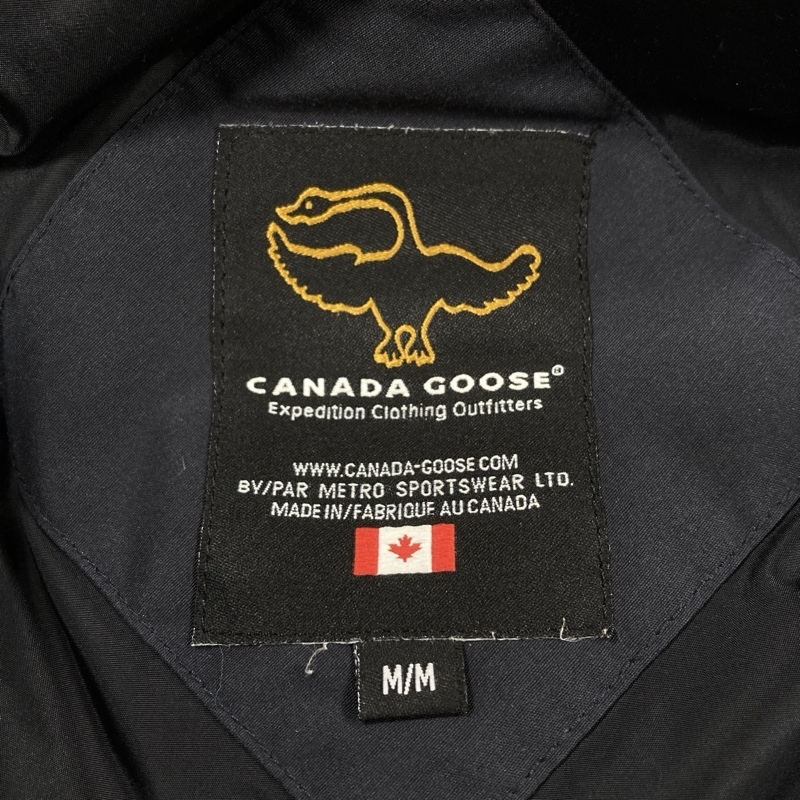 CANADA GOOSE®
Expedition Clothing Outfitters
WWW.CANADA-GOOSE.COM
BY/PAR METRO SPORTSWEAR LTD.
MADE IN/FABRIQUE AU CANADA
M/M